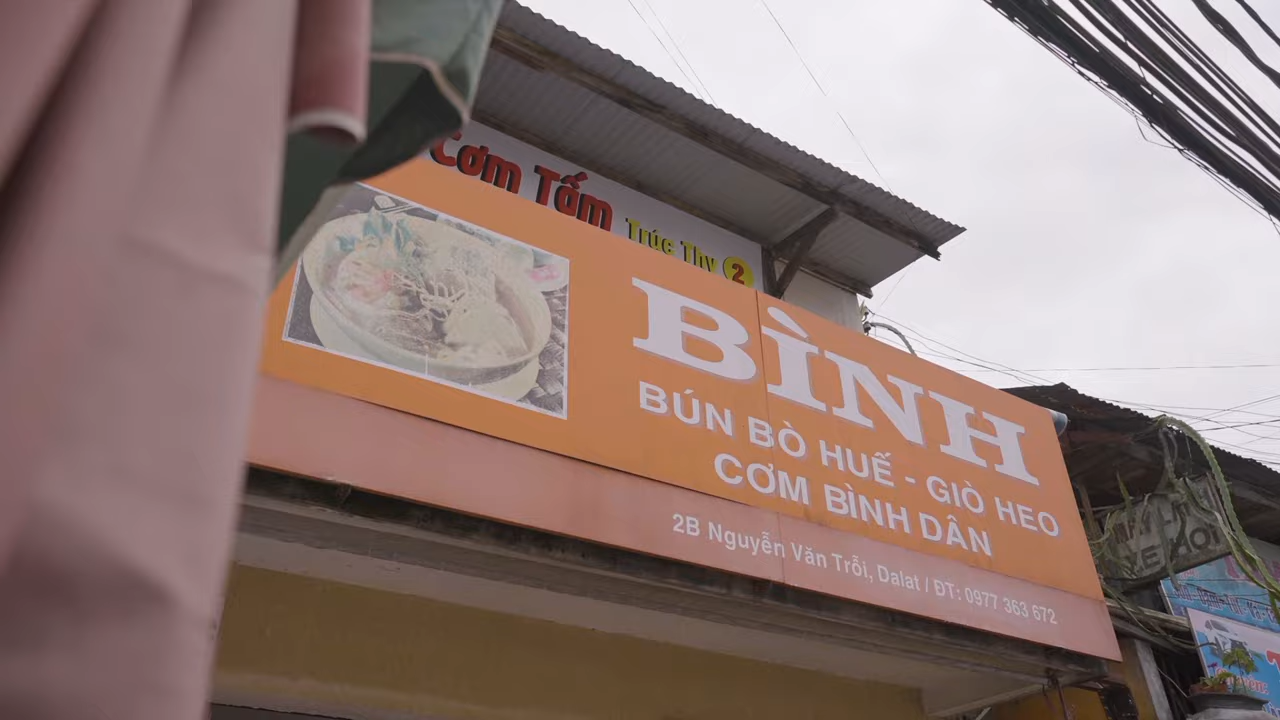 Cơm Tấm
Trúc Thy 2
BÌNH
BÚN BÒ HUẾ - GIÒ HEO
CƠM BÌNH DÂN
2B Nguyễn Văn Trỗi, Dalat / ĐT: 0977 363 672